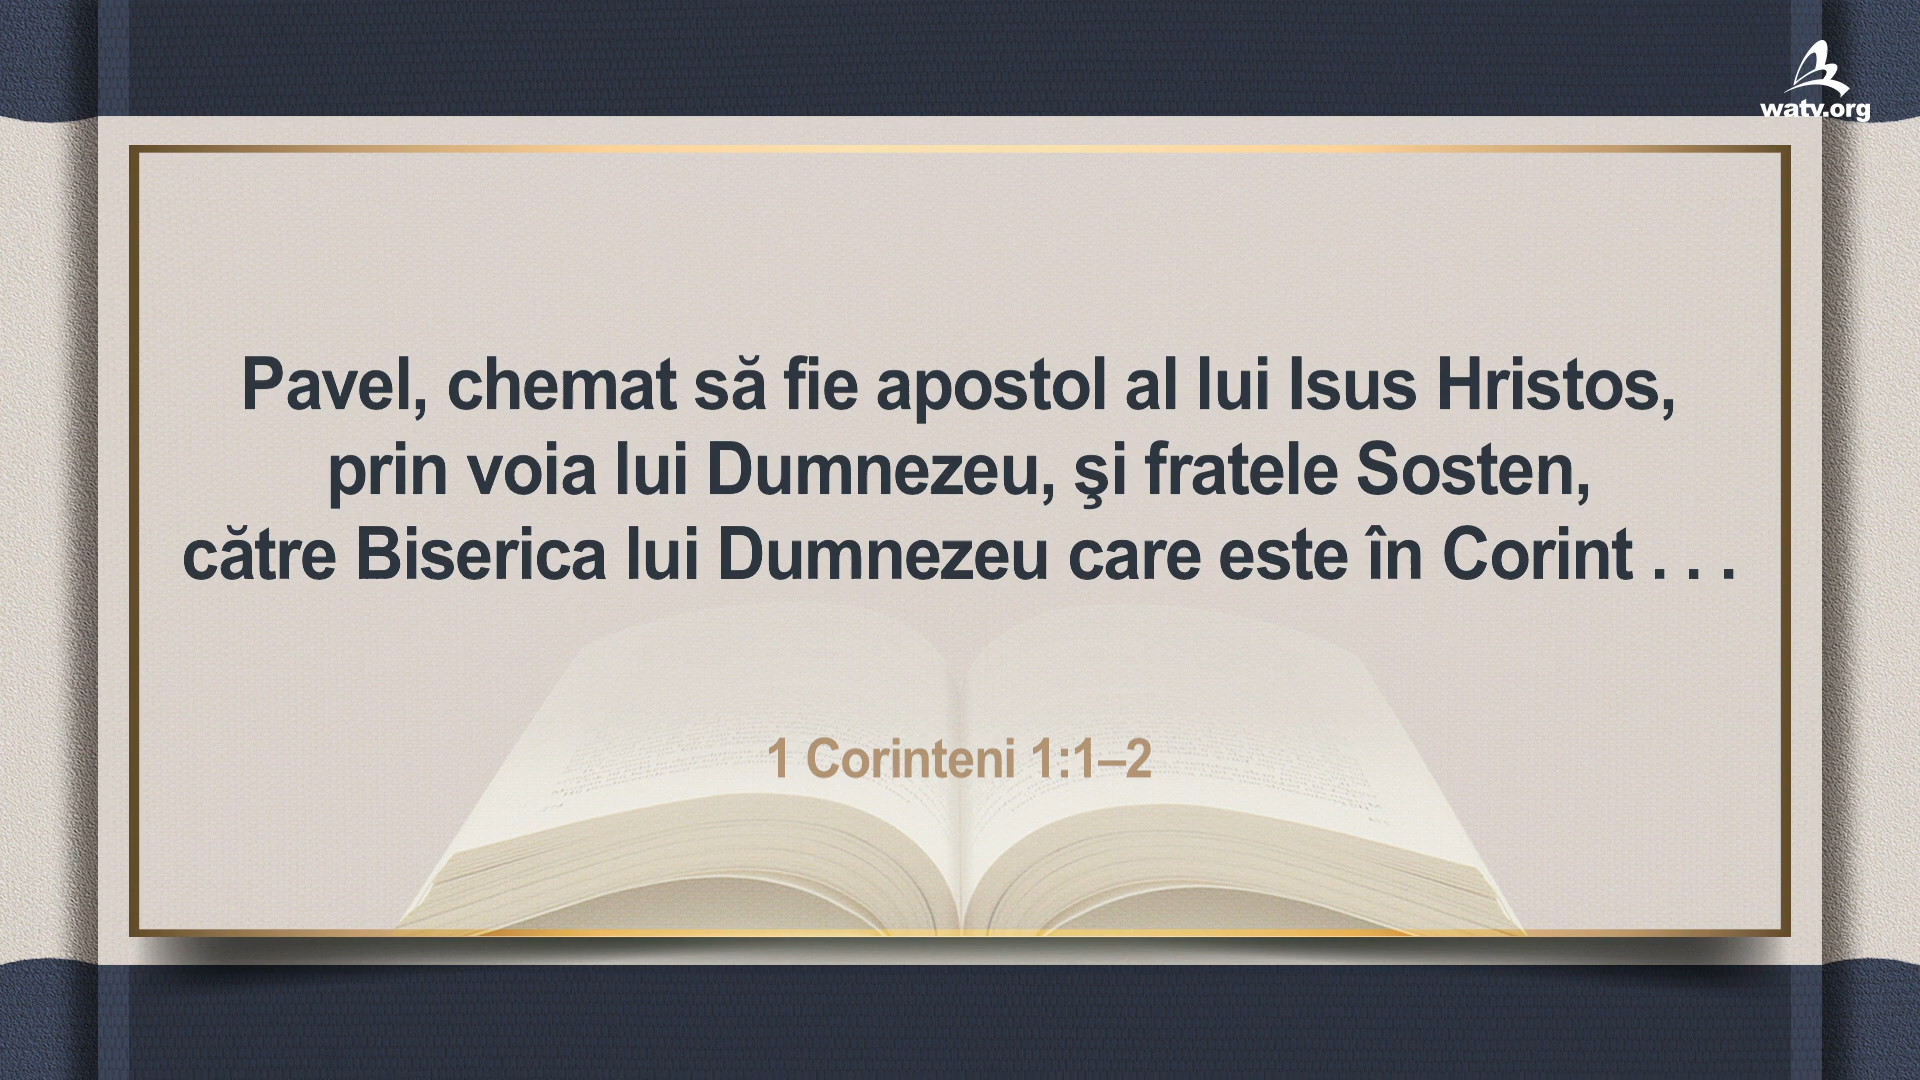 watv.org
Pavel, chemat să fie apostol al lui Isus Hristos,
prin voia lui Dumnezeu, şi fratele Sosten,
către Biserica lui Dumnezeu care este în Corint . . .
1 Corinteni 1:1–2